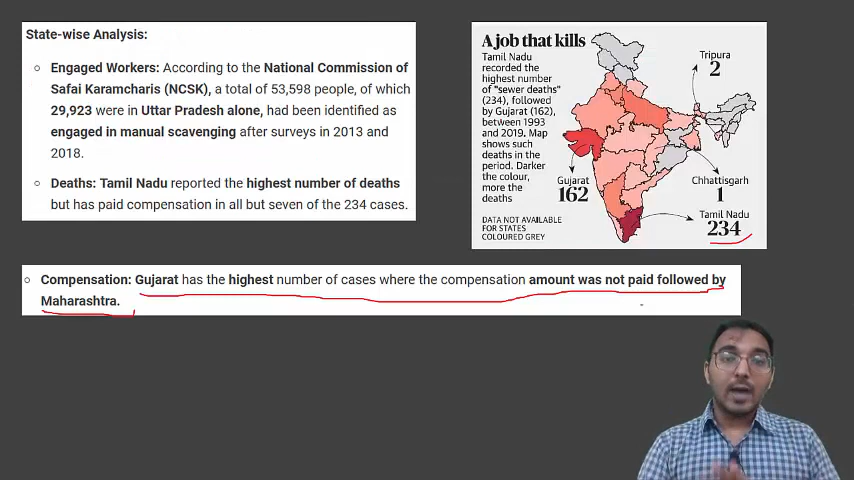 State-wise Analysis:
Engaged Workers: According to the National Commission of
Safai Karamcharis (NCSK), a total of 53,598 people, of which
29,923 were in Uttar Pradesh alone, had been identified as
engaged in manual scavenging after surveys in 2013 and
2018.
Deaths: Tamil Nadu reported the highest number of deaths
but has paid compensation in all but seven of the 234 cases.
A job that kills
Tamil Nadu
recorded the
highest number
of "sewer deaths"
(234), followed
by Gujarat (162),
between 1993
and 2019. Map
shows such
deaths in the
period. Darker
the colour,
more the
deaths
DATA NOT AVAILABLE
FOR STATES
COLOURED GREY
Tripura
2
Gujarat
162
Chhattisgarh
1
Tamil Nadu
234
Compensation: Gujarat has the highest number of cases where the compensation amount was not paid followed by
Maharashtra.